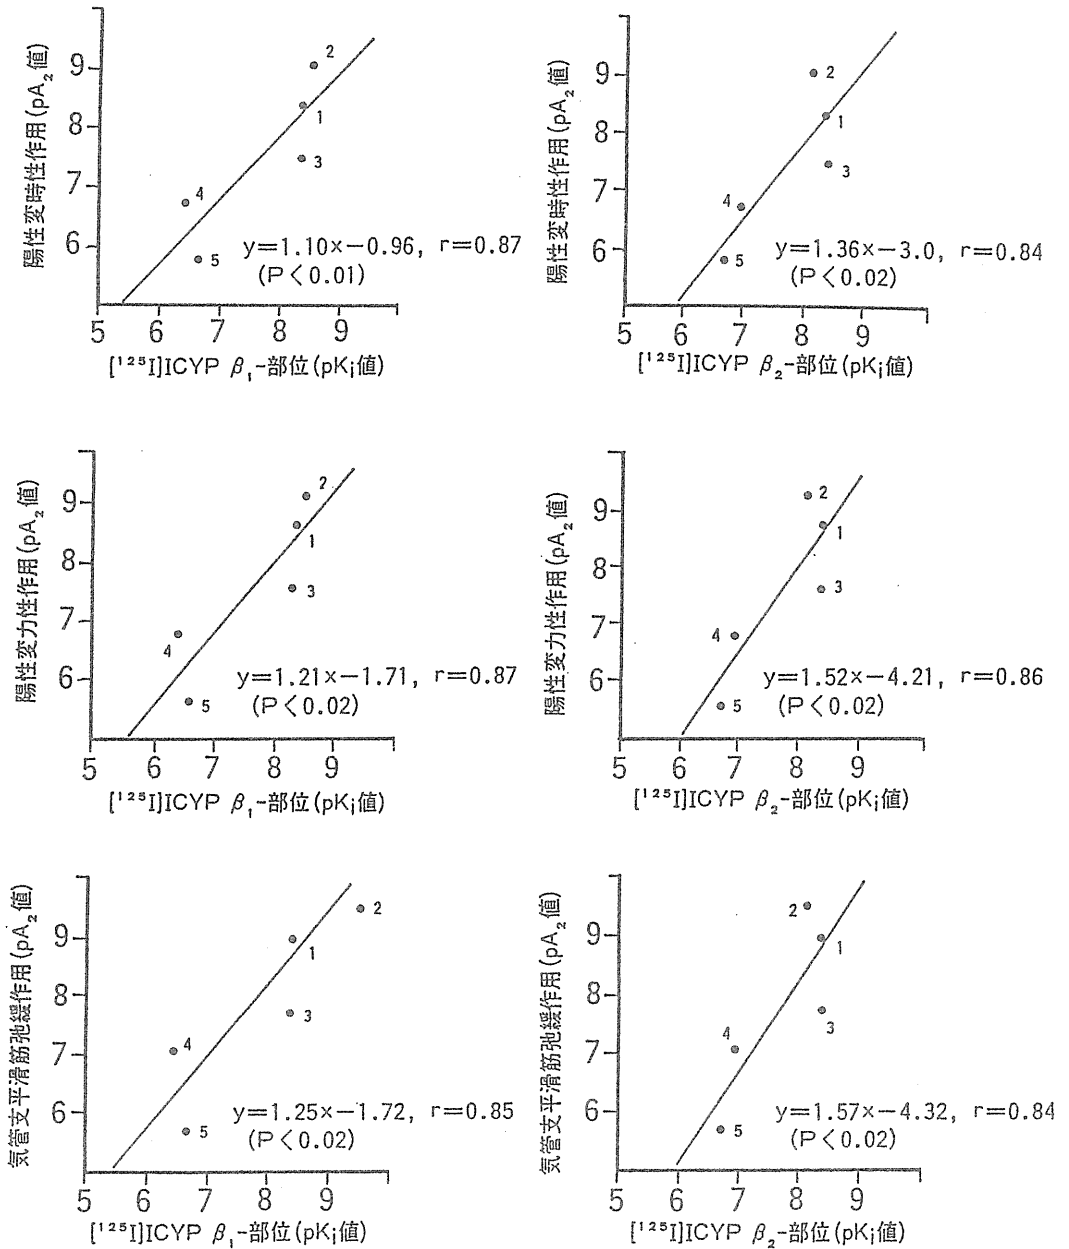 陽性変時性作用(pA₂値)
9
8
7
6
2
1
3
4
5
y=1.10x−0.96, r=0.87
(P<0.01)
5 6 7 8 9
[¹²⁵I]ICYP β₁-部位(pKi値)
陽性変時性作用(pA₂値)
9
8
7
6
2
1
3
4
5
y=1.36x−3.0, r=0.84
(P<0.02)
5 6 7 8 9
[¹²⁵I]ICYP β₂-部位(pKi値)
陽性変力性作用(pA₂値)
9
8
7
6
2
1
3
4
5
y=1.21x−1.71, r=0.87
(P<0.02)
5 6 7 8 9
[¹²⁵I]ICYP β₁-部位(pKi値)
陽性変力性作用(pA₂値)
9
8
7
6
2
1
3
4
5
y=1.52x−4.21, r=0.86
(P<0.02)
5 6 7 8 9
[¹²⁵I]ICYP β₂-部位(pKi値)
気管支平滑筋弛緩作用(pA₂値)
9
8
7
6
2
1
3
4
5
y=1.25x−1.72, r=0.85
(P<0.02)
5 6 7 8 9
[¹²⁵I]ICYP β₁-部位(pKi値)
気管支平滑筋弛緩作用(pA₂値)
9
8
7
6
2
1
3
4
5
y=1.57x−4.32, r=0.84
(P<0.02)
5 6 7 8 9
[¹²⁵I]ICYP β₂-部位(pKi値)